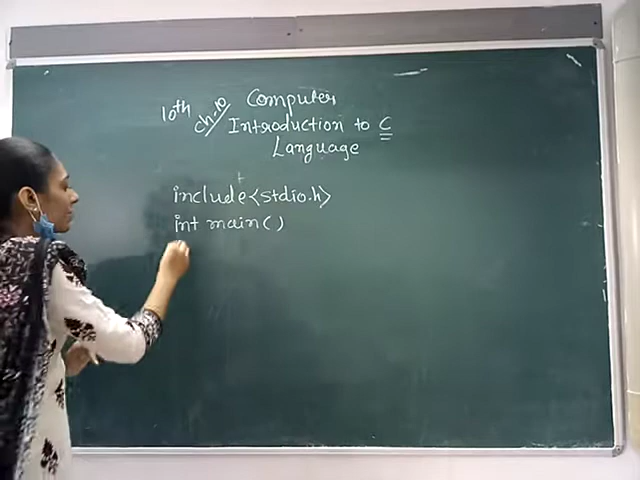 10th ch-10 Computer
Introduction to C
Language
include<stdio.h>
int main()